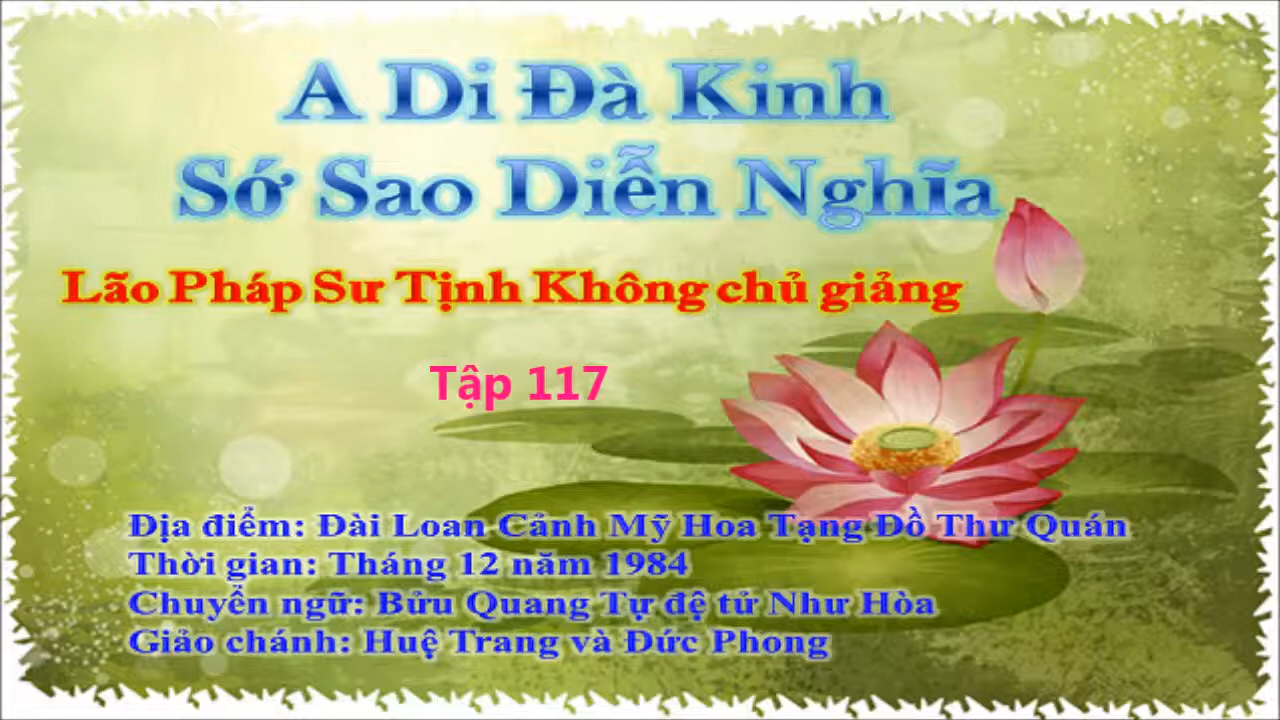 A Di Đà Kinh
Sớ Sao Diễn Nghĩa
Lão Pháp Sư Tịnh Không chủ giảng
Tập 117
Địa điểm: Đài Loan Cảnh Mỹ Hoa Tạng Đồ Thư Quán
Thời gian: Tháng 12 năm 1984
Chuyển ngữ: Bửu Quang Tự đệ tử Như Hòa
Giảo chánh: Huệ Trang và Đức Phong